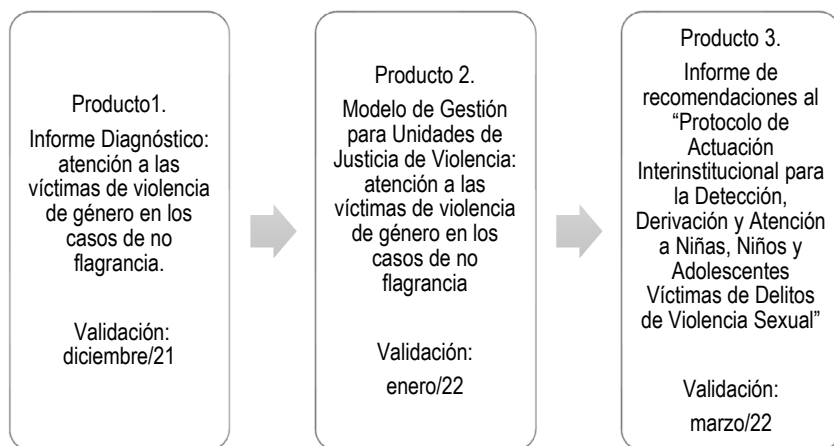 Producto1.
Informe Diagnóstico:
atención a las
víctimas de violencia
de género en los
casos de no
flagrancia.
Validación:
diciembre/21
Producto 2.
Modelo de Gestión
para Unidades de
Justicia de Violencia:
atención a las
víctimas de violencia
de género en los
casos de no
flagrancia
Validación:
enero/22
Producto 3.
Informe de
recomendaciones al
“Protocolo de
Actuación
Interinstitucional para
la Detección,
Derivación y Atención
a Niñas, Niños y
Adolescentes
Víctimas de Delitos
de Violencia Sexual”
Validación:
marzo/22